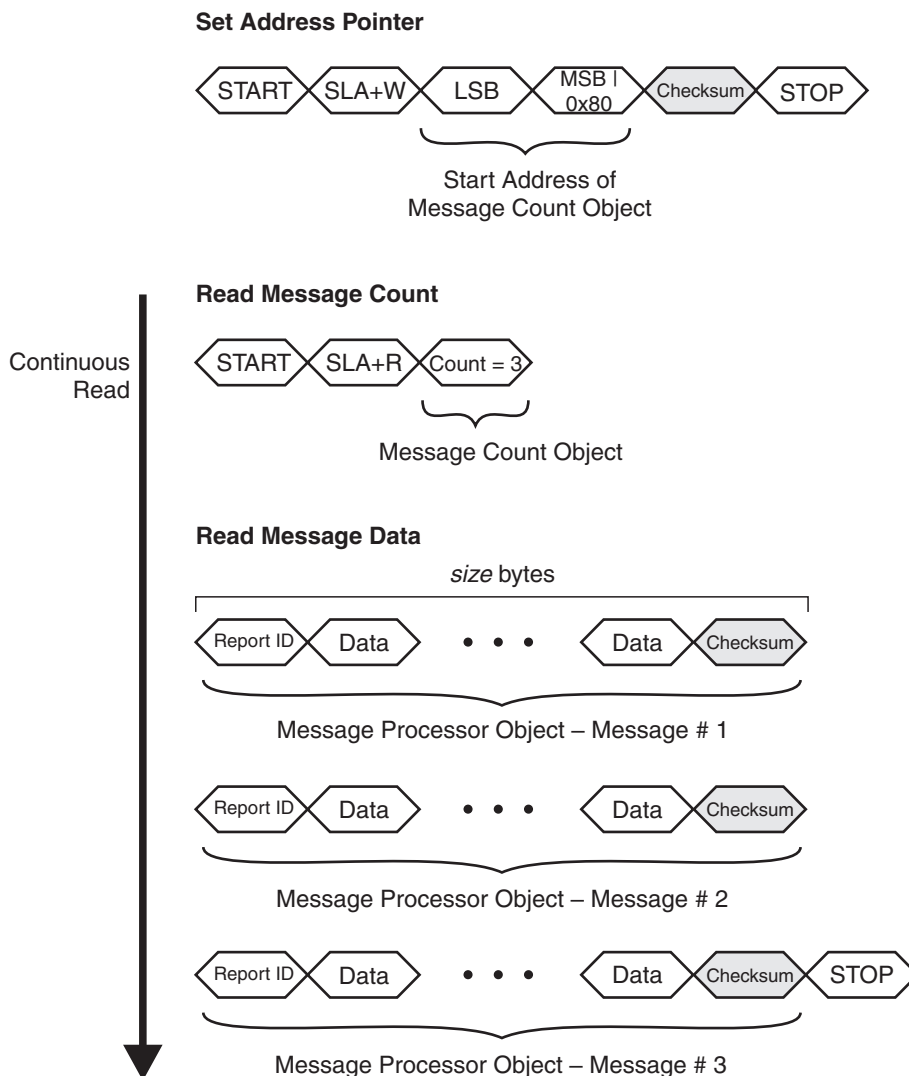 Set Address Pointer
START SLA+W LSB MSB | 0x80 Checksum STOP
Start Address of
Message Count Object
Read Message Count
Continuous
Read
START SLA+R Count = 3
Message Count Object
Read Message Data
size bytes
Report ID Data • • • Data Checksum
Message Processor Object – Message # 1
Report ID Data • • • Data Checksum
Message Processor Object – Message # 2
Report ID Data • • • Data Checksum STOP
Message Processor Object – Message # 3